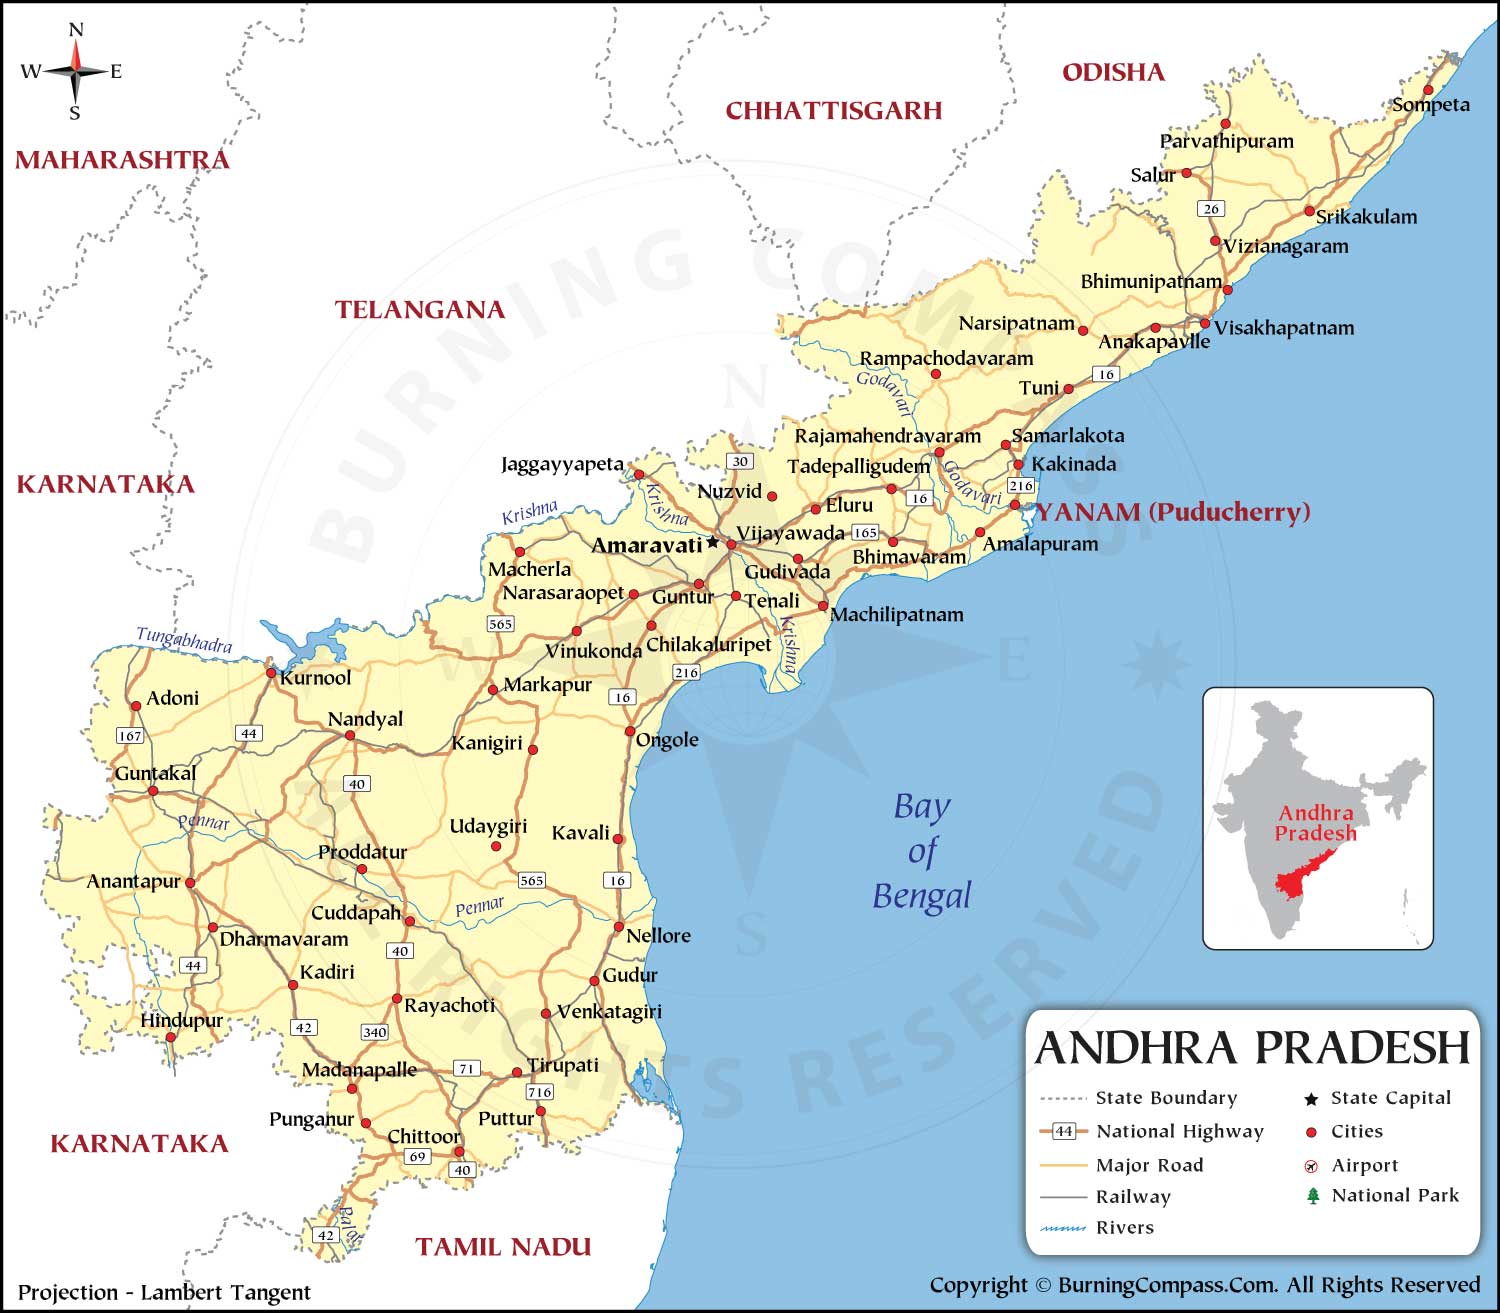 N
W E
S
ODISHA
CHHATTISGARH
MAHARASHTRA
TELANGANA
KARNATAKA
Sompeta
Parvathipuram
Salur
26
Srikakulam
Vizianagaram
Bhimunipatnam
Narsipatnam
Visakhapatnam
Anakapavlle
Rampachodavaram
16
Godavari
Tuni
Rajamahendravaram
Samarlakota
Jaggayyapeta
30
Tadepalligudem
Kakinada
Nuzvid
Godavari
216
Krishna
Krishna
Eluru
16
YANAM (Puducherry)
Amaravati
Vijayawada
165
Amalapuram
Macherla
Gudivada
Bhimavaram
Narasaraopet
Guntur
Tenali
Machilipatnam
565
Vinukonda
Chilakaluripet
Krishna
Tungabhadra
Kurnool
Markapur
216
16
Adoni
167
44
Nandyal
Kanigiri
Ongole
Guntakal
40
Pennar
Udaygiri
Kavali
Bay
of
Bengal
Proddatur
Anantapur
565
16
Cuddapah
Pennar
Dharmavaram
Nellore
44
40
Kadiri
Gudur
Rayachoti
Venkatagiri
Hindupur
42
340
Madanapalle
71
Tirupati
716
Punganur
Puttur
Chittoor
69
40
KARNATAKA
Palar
42
TAMIL NADU
Andhra
Pradesh
ANDHRA PRADESH
State Boundary
State Capital
44
National Highway
Cities
Major Road
Airport
Railway
National Park
Rivers
Projection - Lambert Tangent
Copyright © BurningCompass.Com. All Rights Reserved
N
W E
S